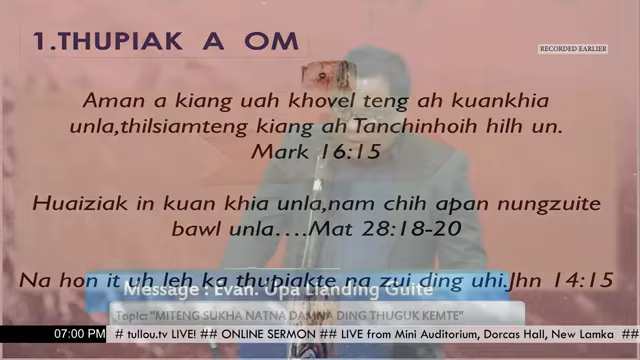 1.THUPIAK A OM
RECORDED EARLIER
Aman a kiang uah khovel teng ah kuankhia
unla,thilsiamteng kiang ah Tanchinhoih hilh un.
Mark 16:15
Huaiziak in kuan khia unla,nam chih apan nungzuite
bawl unla….Mat 28:18-20
Na hon it uh leh ka thupiakte na zui ding uhi.Jhn 14:15
Message : Evan. Upa Lianding Guite
Topic: "MITENG SUKHA NATNA DAMNA DING THUGUK KEMTE"
07:00 PM # tullou.tv LIVE! ## ONLINE SERMON ## LIVE from Mini Auditorium, Dorcas Hall, New Lamka ##